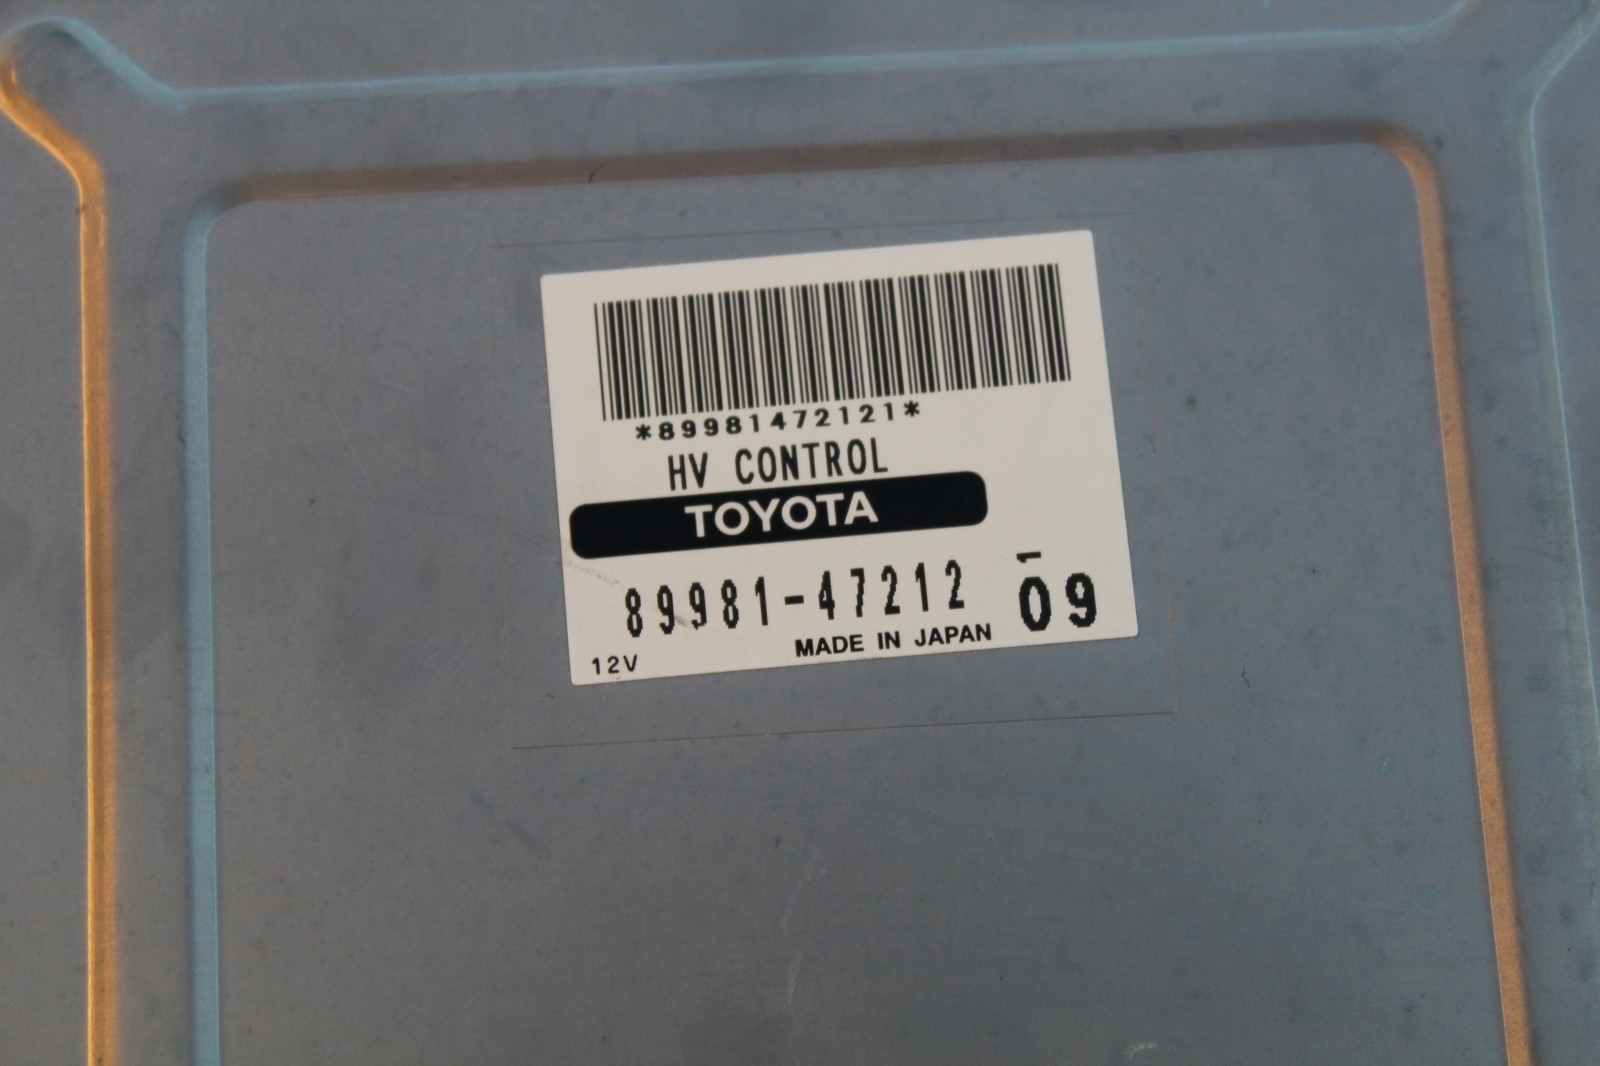 *89981472121*
HV CONTROL
TOYOTA
89981-47212 09
12V MADE IN JAPAN